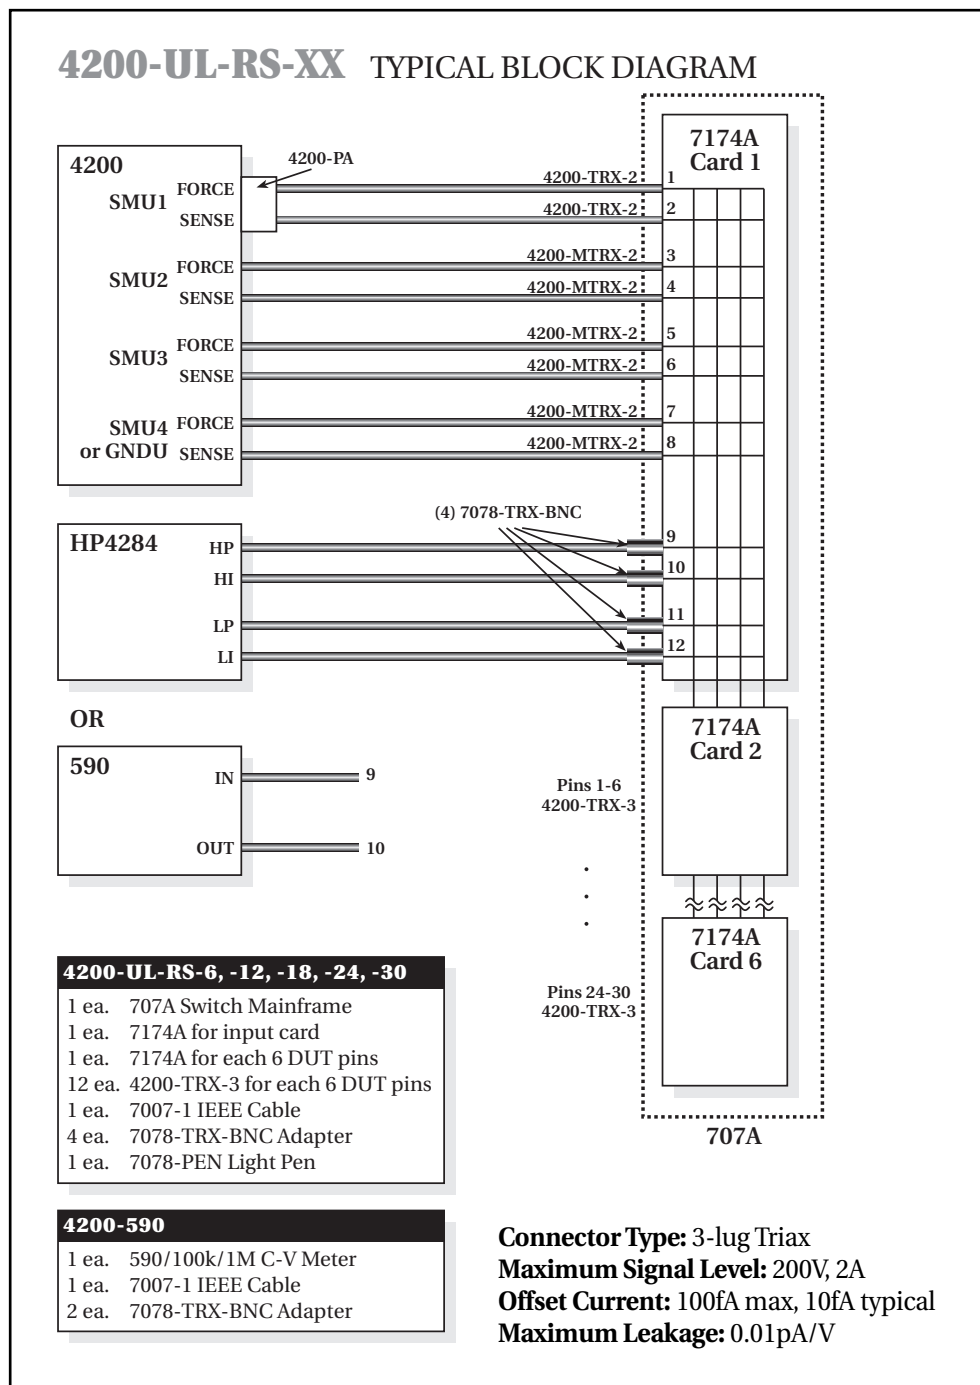 4200-UL-RS-XX TYPICAL BLOCK DIAGRAM
4200
4200-PA
SMU1
FORCE
SENSE
SMU2
FORCE
SENSE
SMU3
FORCE
SENSE
SMU4
or GNDU
FORCE
SENSE
4200-TRX-2
4200-TRX-2
4200-MTRX-2
4200-MTRX-2
4200-MTRX-2
4200-MTRX-2
4200-MTRX-2
4200-MTRX-2
7174A
Card 1
1
2
3
4
5
6
7
8
9
10
11
12
HP4284
HP
HI
LP
LI
(4) 7078-TRX-BNC
OR
590
IN
9
OUT
10
7174A
Card 2
Pins 1-6
4200-TRX-3
.
.
.
7174A
Card 6
Pins 24-30
4200-TRX-3
707A
4200-UL-RS-6, -12, -18, -24, -30
1 ea. 707A Switch Mainframe
1 ea. 7174A for input card
1 ea. 7174A for each 6 DUT pins
12 ea. 4200-TRX-3 for each 6 DUT pins
1 ea. 7007-1 IEEE Cable
4 ea. 7078-TRX-BNC Adapter
1 ea. 7078-PEN Light Pen
4200-590
1 ea. 590/100k/1M C-V Meter
1 ea. 7007-1 IEEE Cable
2 ea. 7078-TRX-BNC Adapter
Connector Type: 3-lug Triax
Maximum Signal Level: 200V, 2A
Offset Current: 100fA max, 10fA typical
Maximum Leakage: 0.01pA/V